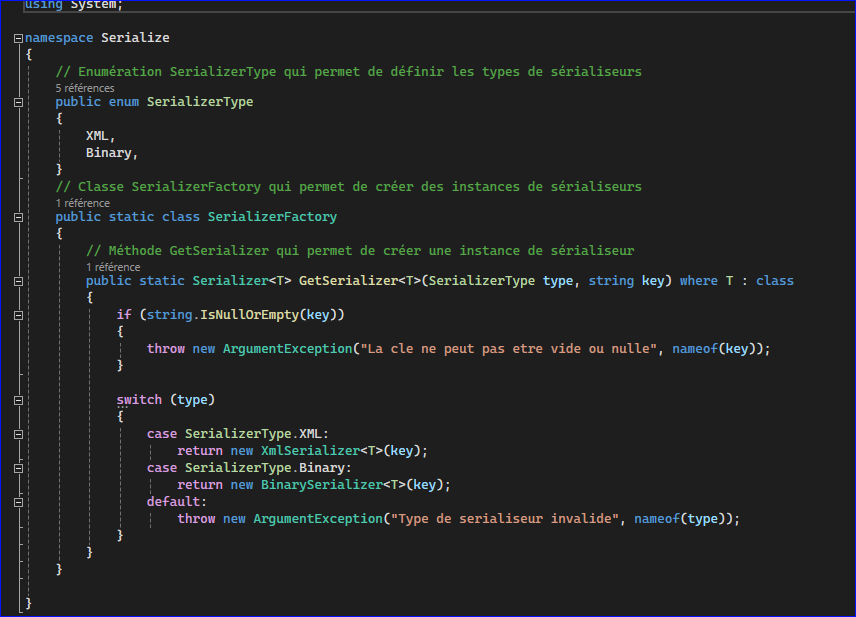 using System;
namespace Serialize
{
// Enumération SerializerType qui permet de définir les types de sérialiseurs
5 références
public enum SerializerType
{
XML,
Binary,
}
// Classe SerializerFactory qui permet de créer des instances de sérialiseurs
1 référence
public static class SerializerFactory
{
// Méthode GetSerializer qui permet de créer une instance de sérialiseur
1 référence
public static Serializer<T> GetSerializer<T>(SerializerType type, string key) where T : class
{
if (string.IsNullOrEmpty(key))
{
throw new ArgumentException("La cle ne peut pas etre vide ou nulle", nameof(key));
}
switch (type)
{
case SerializerType.XML:
return new XmlSerializer<T>(key);
case SerializerType.Binary:
return new BinarySerializer<T>(key);
default:
throw new ArgumentException("Type de serialiseur invalide", nameof(type));
}
}
}
}